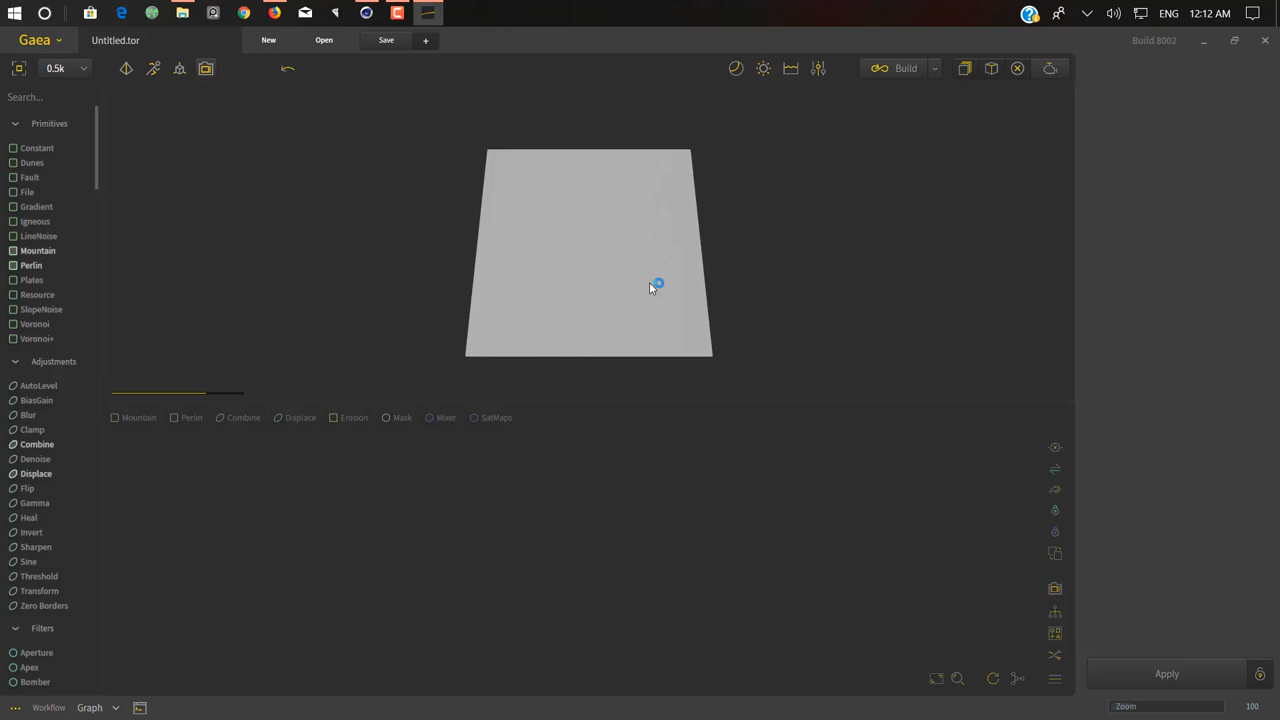 ENG 12:12 AM
Gaea Untitled.tor New Open Save + Build 8002
0.5k Build
Search...
Primitives
Constant
Dunes
Fault
File
Gradient
Igneous
LineNoise
Mountain
Perlin
Plates
Resource
SlopeNoise
Voronoi
Voronoi+
Adjustments
AutoLevel
BiasGain
Blur
Clamp
Combine
Denoise
Displace
Flip
Gamma
Heal
Invert
Sharpen
Sine
Threshold
Transform
Zero Borders
Filters
Aperture
Apex
Bomber
Mountain Perlin Combine Displace Erosion Mask Mixer SatMaps
Apply
Workflow Graph
Zoom 100